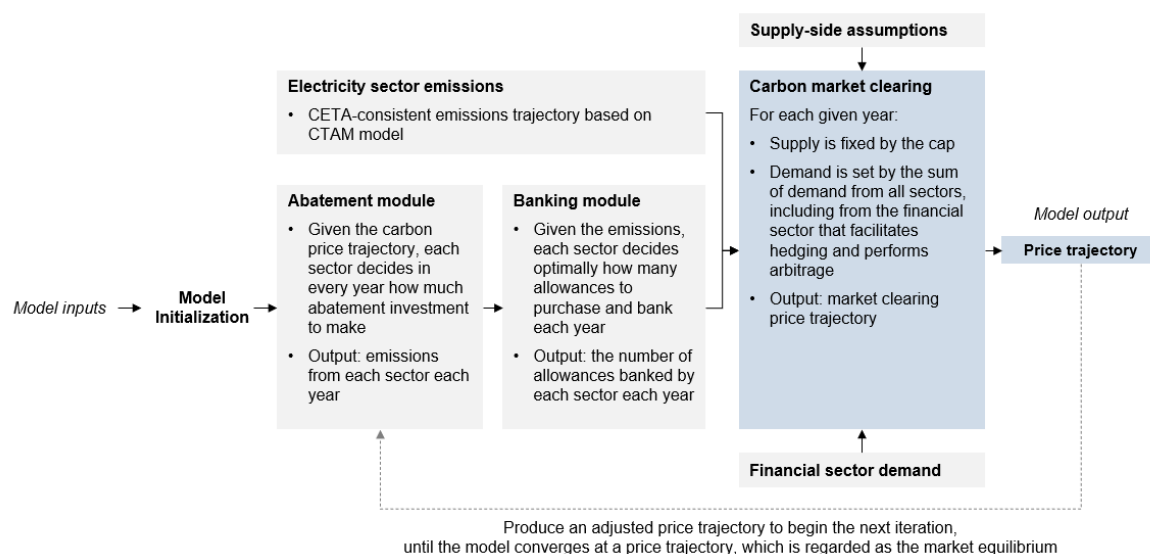 Supply-side assumptions
Electricity sector emissions
• CETA-consistent emissions trajectory based on
CTAM model
Carbon market clearing
For each given year:
• Supply is fixed by the cap
• Demand is set by the sum
of demand from all sectors,
including from the financial
sector that facilitates
hedging and performs
arbitrage
• Output: market clearing
price trajectory
Abatement module
• Given the carbon
price trajectory, each
sector decides in
every year how much
abatement investment
to make
• Output: emissions
from each sector each
year
Banking module
• Given the emissions,
each sector decides
optimally how many
allowances to
purchase and bank
each year
• Output: the number of
allowances banked by
each sector each year
Model output
Price trajectory
Model inputs
Model
Initialization
Financial sector demand
Produce an adjusted price trajectory to begin the next iteration,
until the model converges at a price trajectory, which is regarded as the market equilibrium